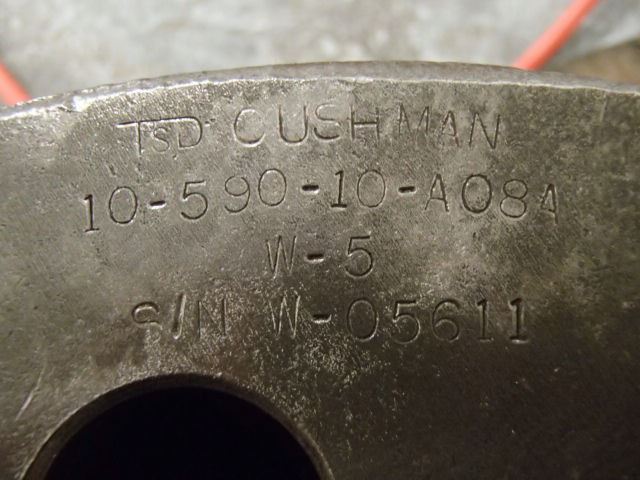 TSD CUSHMAN
10-590-10-A08A
W-5
S/N W-05611